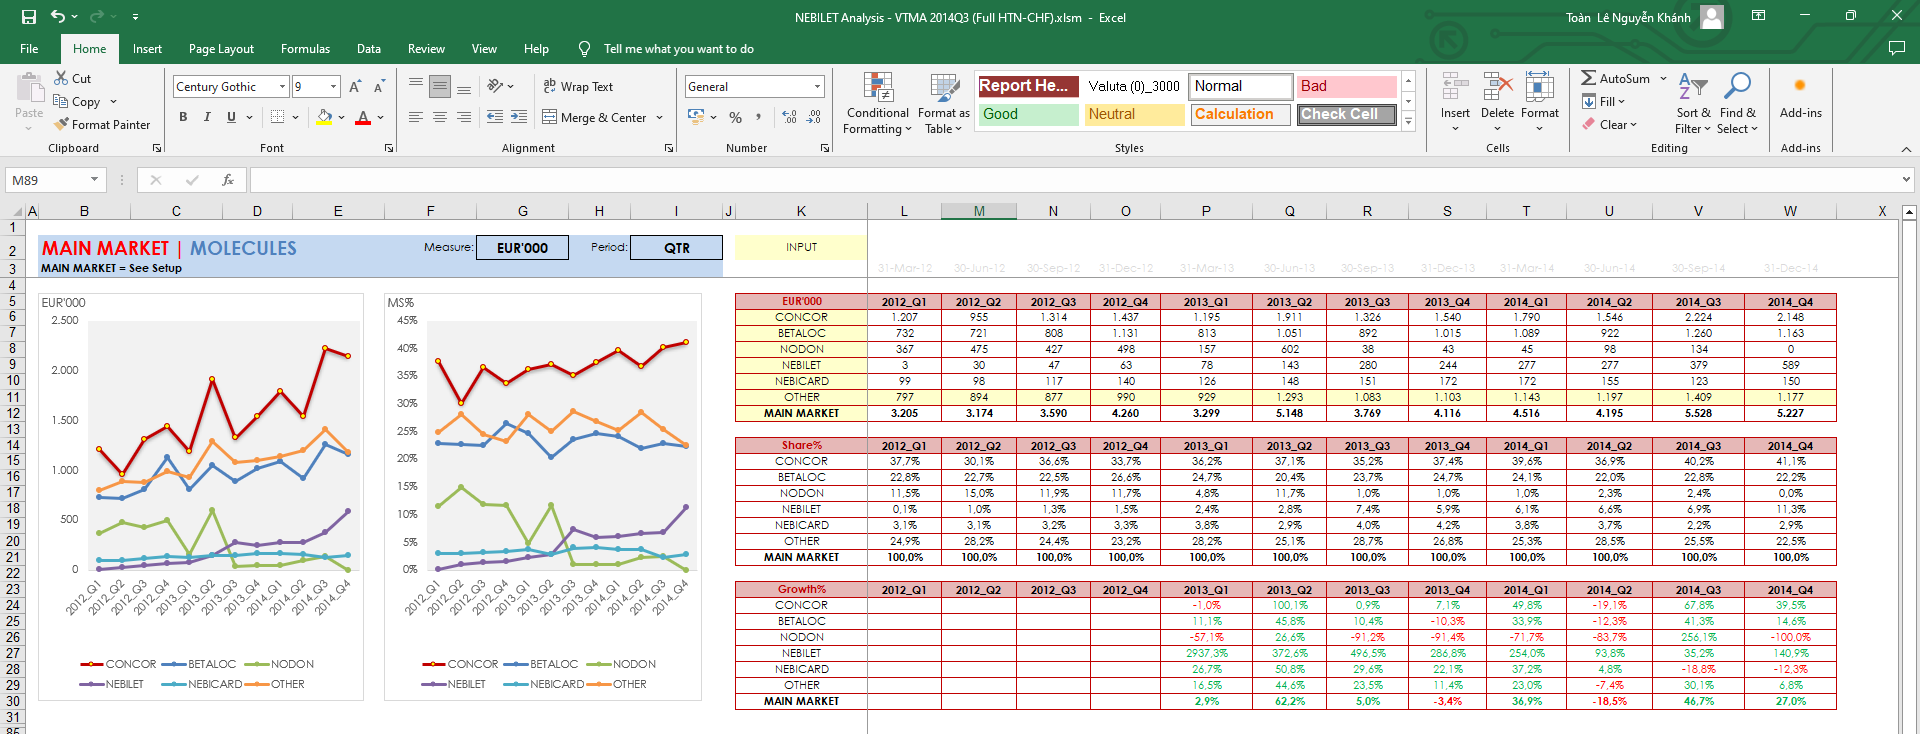 NEBILET Analysis - VTMA 2014Q3 (Full HTN-CHF).xlsm - Excel
Toàn Lê Nguyễn Khánh
File Home Insert Page Layout Formulas Data Review View Help Tell me what you want to do
Paste Cut Copy Format Painter
Clipboard
Century Gothic 9
B I U A
Font
Wrap Text
Merge & Center
Alignment
General
% ,
Number
Conditional Formatting
Format as Table
Report He... Valuta (0)_3000 Normal Bad
Good Neutral Calculation Check Cell
Styles
Insert Delete Format
Cells
AutoSum
Fill
Clear
Sort & Filter
Find & Select
Editing
Add-ins
Add-ins
M89 fx
A B C D E F G H I J K L M N O P Q R S T U V W X
1
2 MAIN MARKET | MOLECULES Measure: EUR'000 Period: QTR INPUT
3 MAIN MARKET = See Setup 31-Mar-12 30-Jun-12 30-Sep-12 31-Dec-12 31-Mar-13 30-Jun-13 30-Sep-13 31-Dec-13 31-Mar-14 30-Jun-14 30-Sep-14 31-Dec-14
4
EUR'000
2.500
2.000
1.500
1.000
500
0
2012_Q1 2012_Q2 2012_Q3 2012_Q4 2013_Q1 2013_Q2 2013_Q3 2013_Q4 2014_Q1 2014_Q2 2014_Q3 2014_Q4
CONCOR BETALOC NODON
NEBILET NEBICARD OTHER
MS%
45%
40%
35%
30%
25%
20%
15%
10%
5%
0%
2012_Q1 2012_Q2 2012_Q3 2012_Q4 2013_Q1 2013_Q2 2013_Q3 2013_Q4 2014_Q1 2014_Q2 2014_Q3 2014_Q4
CONCOR BETALOC NODON
NEBILET NEBICARD OTHER
5 EUR'000 2012_Q1 2012_Q2 2012_Q3 2012_Q4 2013_Q1 2013_Q2 2013_Q3 2013_Q4 2014_Q1 2014_Q2 2014_Q3 2014_Q4
6 CONCOR 1.207 955 1.314 1.437 1.195 1.911 1.326 1.540 1.790 1.546 2.224 2.148
7 BETALOC 732 721 808 1.131 813 1.051 892 1.015 1.089 922 1.260 1.163
8 NODON 367 475 427 498 157 602 38 43 45 98 134 0
9 NEBILET 3 30 47 63 78 143 280 244 277 277 379 589
10 NEBICARD 99 98 117 140 126 148 151 172 172 155 123 150
11 OTHER 797 894 877 990 929 1.293 1.083 1.103 1.143 1.197 1.409 1.177
12 MAIN MARKET 3.205 3.174 3.590 4.260 3.299 5.148 3.769 4.116 4.516 4.195 5.528 5.227
13
14 Share% 2012_Q1 2012_Q2 2012_Q3 2012_Q4 2013_Q1 2013_Q2 2013_Q3 2013_Q4 2014_Q1 2014_Q2 2014_Q3 2014_Q4
15 CONCOR 37,7% 30,1% 36,6% 33,7% 36,2% 37,1% 35,2% 37,4% 39,6% 36,9% 40,2% 41,1%
16 BETALOC 22,8% 22,7% 22,5% 26,6% 24,7% 20,4% 23,7% 24,7% 24,1% 22,0% 22,8% 22,2%
17 NODON 11,5% 15,0% 11,9% 11,7% 4,8% 11,7% 1,0% 1,0% 1,0% 2,3% 2,4% 0,0%
18 NEBILET 0,1% 1,0% 1,3% 1,5% 2,4% 2,8% 7,4% 5,9% 6,1% 6,6% 6,9% 11,3%
19 NEBICARD 3,1% 3,1% 3,2% 3,3% 3,8% 2,9% 4,0% 4,2% 3,8% 3,7% 2,2% 2,9%
20 OTHER 24,9% 28,2% 24,4% 23,2% 28,2% 25,1% 28,7% 26,8% 25,3% 28,5% 25,5% 22,5%
21 MAIN MARKET 100,0% 100,0% 100,0% 100,0% 100,0% 100,0% 100,0% 100,0% 100,0% 100,0% 100,0% 100,0%
22
23 Growth% 2012_Q1 2012_Q2 2012_Q3 2012_Q4 2013_Q1 2013_Q2 2013_Q3 2013_Q4 2014_Q1 2014_Q2 2014_Q3 2014_Q4
24 CONCOR -1,0% 100,1% 0,9% 7,1% 49,8% -19,1% 67,8% 39,5%
25 BETALOC 11,1% 45,8% 10,4% -10,3% 33,9% -12,3% 41,3% 14,6%
26 NODON -57,1% 26,6% -91,2% -91,4% -71,7% -83,7% 256,1% -100,0%
27 NEBILET 2937,3% 372,6% 496,5% 286,8% 254,0% 93,8% 35,2% 140,9%
28 NEBICARD 26,7% 50,8% 29,6% 22,1% 37,2% 4,8% -18,8% -12,3%
29 OTHER 16,5% 44,6% 23,5% 11,4% 23,0% -7,4% 30,1% 6,8%
30 MAIN MARKET 2,9% 62,2% 5,0% -3,4% 36,9% -18,5% 46,7% 27,0%
31